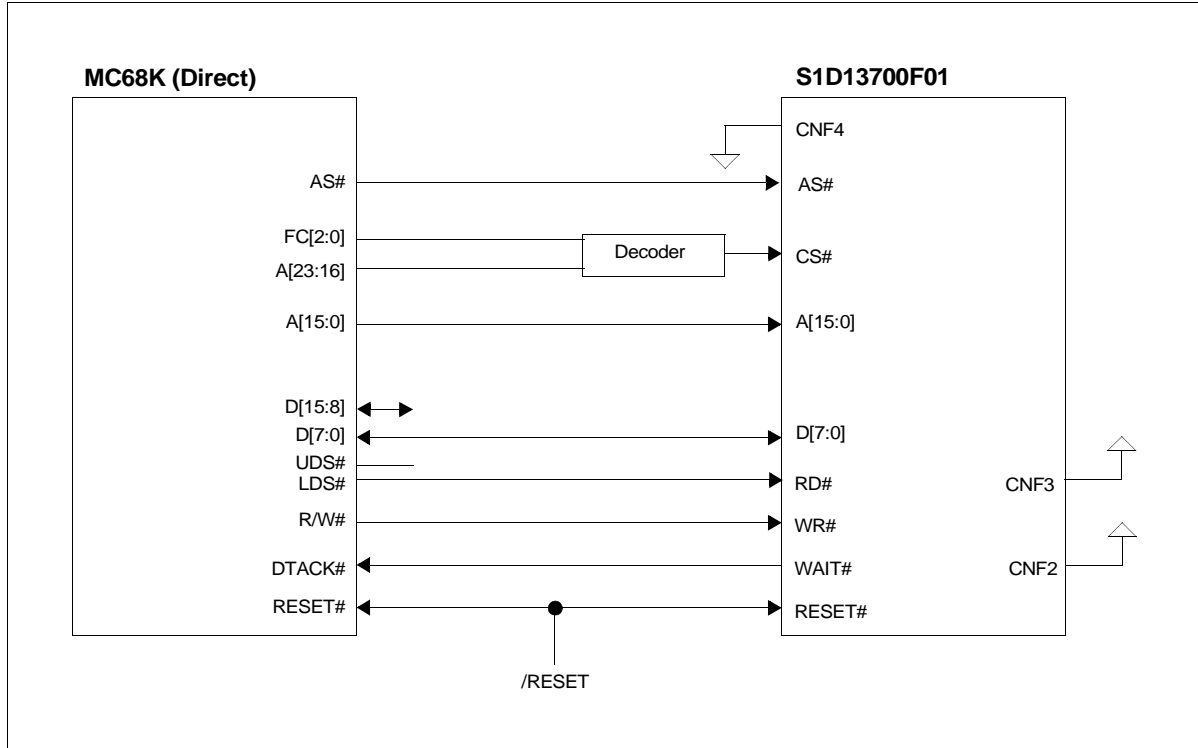 MC68K (Direct)
S1D13700F01
CNF4
AS#
AS#
FC[2:0]
Decoder
CS#
A[23:16]
A[15:0]
A[15:0]
D[15:8]
D[7:0]
D[7:0]
UDS#
LDS#
RD#
CNF3
R/W#
WR#
DTACK#
WAIT#
CNF2
RESET#
RESET#
/RESET